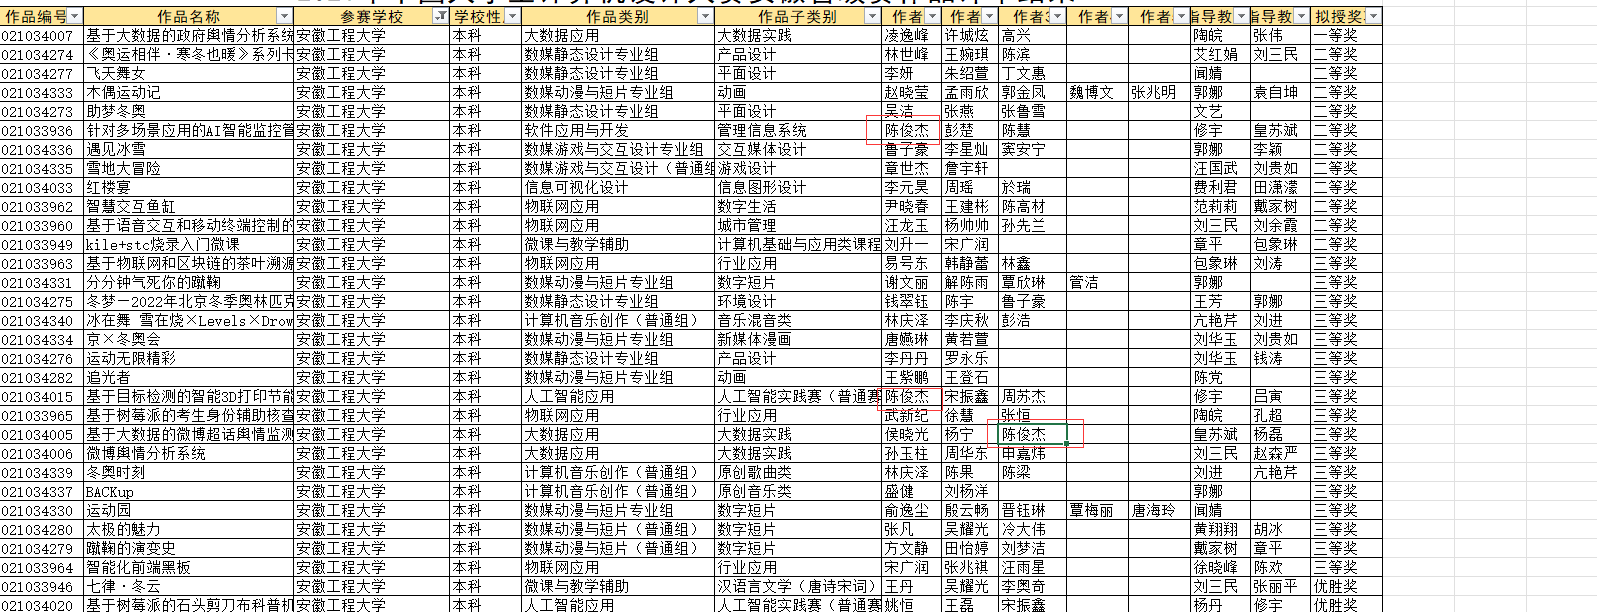 作品编号 作品名称 参赛学校 学校性 作品类别 作品子类别 作者 作者 作者3 作者 作者 指导教 指导教 拟授奖
021034007 基于大数据的政府舆情分析系统 安徽工程大学 本科 大数据应用 大数据实践 凌逸峰 许城炫 高兴 陶皖 张伟 一等奖
021034274 《奥运相伴·寒冬也暖》系列卡 安徽工程大学 本科 数媒静态设计专业组 产品设计 林世峰 王婉琪 陈滨 艾红娟 刘三民 二等奖
021034277 飞天舞女 安徽工程大学 本科 数媒静态设计专业组 平面设计 李妍 朱绍萱 丁文惠 闻婧 二等奖
021034333 木偶运动记 安徽工程大学 本科 数媒动漫与短片专业组 动画 赵晓莹 孟雨欣 郭金凤 魏博文 张兆明 郭娜 袁自坤 二等奖
021034273 助梦冬奥 安徽工程大学 本科 数媒静态设计专业组 平面设计 吴洁 张燕 张鲁雪 文艺 二等奖
021033936 针对多场景应用的AI智能监控管 安徽工程大学 本科 软件应用与开发 管理信息系统 陈俊杰 彭楚 陈慧 修宇 皇苏斌 二等奖
021034336 遇见冰雪 安徽工程大学 本科 数媒游戏与交互设计专业组 交互媒体设计 鲁子豪 李星灿 窦安宁 郭娜 李颖 二等奖
021034335 雪地大冒险 安徽工程大学 本科 数媒游戏与交互设计（普通组 游戏设计 章世杰 詹宇轩 汪国武 刘贵如 二等奖
021034033 红楼宴 安徽工程大学 本科 信息可视化设计 信息图形设计 李元昊 周瑶 於瑞 费利君 田潇濛 二等奖
021033962 智慧交互鱼缸 安徽工程大学 本科 物联网应用 数字生活 尹晓春 王建彬 陈高材 范莉莉 戴家树 二等奖
021033960 基于语音交互和移动终端控制的 安徽工程大学 本科 物联网应用 城市管理 汪龙玉 杨帅帅 孙先兰 刘三民 刘余霞 二等奖
021033949 kile+stc烧录入门微课 安徽工程大学 本科 微课与教学辅助 计算机基础与应用类课程 刘升一 宋广润 章平 包象琳 二等奖
021033963 基于物联网和区块链的茶叶溯源 安徽工程大学 本科 物联网应用 行业应用 易号东 韩静蕾 林鑫 包象琳 刘涛 三等奖
021034331 分分钟气死你的蹴鞠 安徽工程大学 本科 数媒动漫与短片专业组 数字短片 谢文丽 解陈雨 覃欣琳 管洁 郭娜 三等奖
021034275 冬梦一2022年北京冬季奥林匹克 安徽工程大学 本科 数媒静态设计专业组 环境设计 钱翠钰 陈宇 鲁子豪 王芳 郭娜 三等奖
021034340 冰在舞 雪在烧×Levels×Drow 安徽工程大学 本科 计算机音乐创作（普通组） 音乐混音类 林庆泽 李庆秋 彭浩 亢艳芹 刘进 三等奖
021034334 京×冬奥会 安徽工程大学 本科 数媒动漫与短片专业组 新媒体漫画 唐嬿琳 黄若萱 刘华玉 刘贵如 三等奖
021034276 运动无限精彩 安徽工程大学 本科 数媒静态设计专业组 产品设计 李丹丹 罗永乐 刘华玉 钱涛 三等奖
021034282 追光者 安徽工程大学 本科 数媒动漫与短片专业组 动画 王紫鹏 王登石 陈党 三等奖
021034015 基于目标检测的智能3D打印节能 安徽工程大学 本科 人工智能应用 人工智能实践赛（普通赛 陈俊杰 宋振鑫 周苏杰 修宇 吕寅 三等奖
021033965 基于树莓派的考生身份辅助核查 安徽工程大学 本科 物联网应用 行业应用 武新纪 徐慧 张恒 陶皖 孔超 三等奖
021034005 基于大数据的微博超话舆情监测 安徽工程大学 本科 大数据应用 大数据实践 侯晓光 杨宁 陈俊杰 皇苏斌 杨磊 三等奖
021034006 微博舆情分析系统 安徽工程大学 本科 大数据应用 大数据实践 孙玉柱 周华东 申嘉炜 刘三民 赵森严 三等奖
021034339 冬奥时刻 安徽工程大学 本科 计算机音乐创作（普通组） 原创歌曲类 林庆泽 陈果 陈梁 刘进 亢艳芹 三等奖
021034337 BACKup 安徽工程大学 本科 计算机音乐创作（普通组） 原创音乐类 盛健 刘杨洋 郭娜 三等奖
021034330 运动园 安徽工程大学 本科 数媒动漫与短片专业组 数字短片 俞逸尘 殷云畅 晋钰琳 覃梅丽 唐海玲 闻婧 三等奖
021034280 太极的魅力 安徽工程大学 本科 数媒动漫与短片（普通组） 数字短片 张凡 吴耀光 冷大伟 黄翔翔 胡冰 三等奖
021034279 蹴鞠的演变史 安徽工程大学 本科 数媒动漫与短片（普通组） 数字短片 方文静 田怡婷 刘梦洁 戴家树 章平 三等奖
021033964 智能化前端黑板 安徽工程大学 本科 物联网应用 行业应用 宋广润 张兆祺 汪雨星 徐晓峰 陈欢 三等奖
021033946 七律·冬云 安徽工程大学 本科 微课与教学辅助 汉语言文学（唐诗宋词） 王丹 吴耀光 李奥奇 刘三民 张丽平 优胜奖
021034020 基于树莓派的石头剪刀布科普机 安徽工程大学 本科 人工智能应用 人工智能实践赛（普通赛 姚恒 王磊 宋振鑫 杨丹 修宇 优胜奖